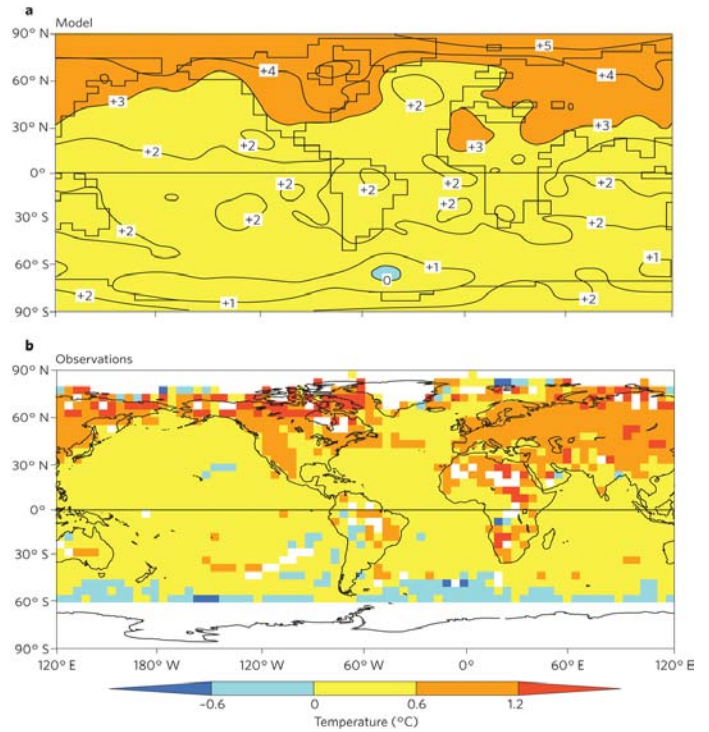 a
Model
90° N
60° N
30° N
0°
30° S
60° S
90° S
+5
+4
+4
+3
+2
+3
+3
+2
+2
+2
+2
+2
+2
+2
+2
+2
+2
+2
+1
+1
0
+2
+1
+2
b
Observations
90° N
60° N
30° N
0°
30° S
60° S
90° S
120° E
180° W
120° W
60° W
0°
60° E
120° E
–0.6
0
0.6
1.2
Temperature (°C)